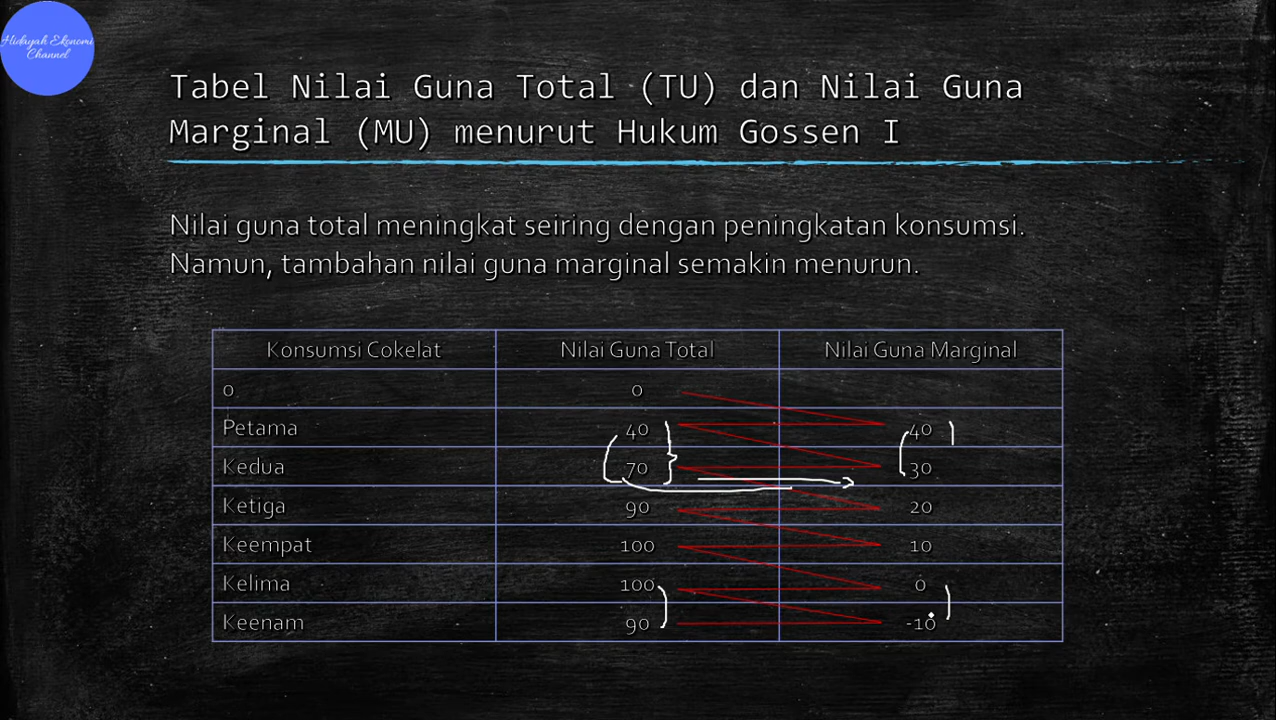 Hidayah Ekonomi
Channel
Tabel Nilai Guna Total (TU) dan Nilai Guna
Marginal (MU) menurut Hukum Gossen I
Nilai guna total meningkat seiring dengan peningkatan konsumsi.
Namun, tambahan nilai guna marginal semakin menurun.
Konsumsi Cokelat Nilai Guna Total Nilai Guna Marginal
0 0
Petama 40 40
Kedua 70 30
Ketiga 90 20
Keempat 100 10
Kelima 100 0
Keenam 90 -10